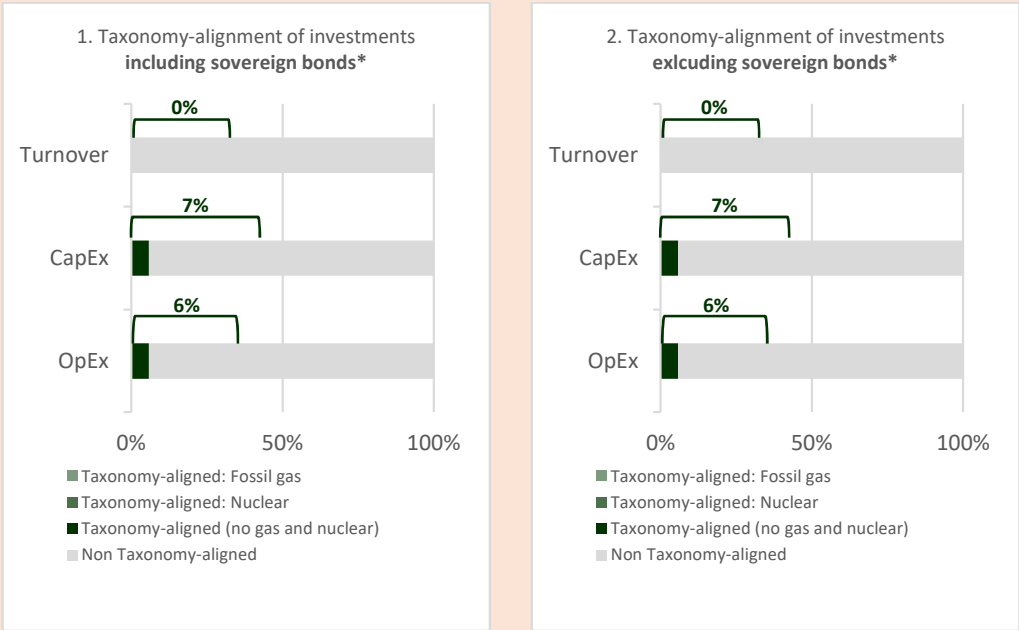 1. Taxonomy-alignment of investments
including sovereign bonds*
0%
Turnover
7%
CapEx
6%
OpEx
0% 50% 100%
Taxonomy-aligned: Fossil gas
Taxonomy-aligned: Nuclear
Taxonomy-aligned (no gas and nuclear)
Non Taxonomy-aligned
2. Taxonomy-alignment of investments
exlcuding sovereign bonds*
0%
Turnover
7%
CapEx
6%
OpEx
0% 50% 100%
Taxonomy-aligned: Fossil gas
Taxonomy-aligned: Nuclear
Taxonomy-aligned (no gas and nuclear)
Non Taxonomy-aligned